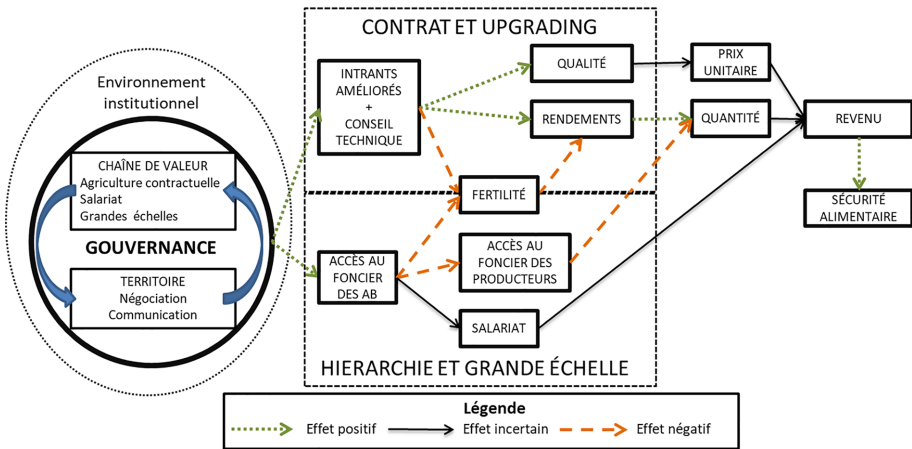 Environnement
institutionnel
CHAÎNE DE VALEUR
Agriculture contractuelle
Salariat
Grandes échelles
GOUVERNANCE
TERRITOIRE
Négociation
Communication
CONTRAT ET UPGRADING
INTRANTS
AMÉLIORÉS
+
CONSEIL
TECHNIQUE
QUALITÉ
RENDEMENTS
FERTILITÉ
ACCÈS AU
FONCIER
DES AB
ACCÈS AU
FONCIER DES
PRODUCTEURS
SALARIAT
HIERARCHIE ET GRANDE ÉCHELLE
PRIX
UNITAIRE
QUANTITÉ
REVENU
SÉCURITÉ
ALIMENTAIRE
Légende
Effet positif
Effet incertain
Effet négatif